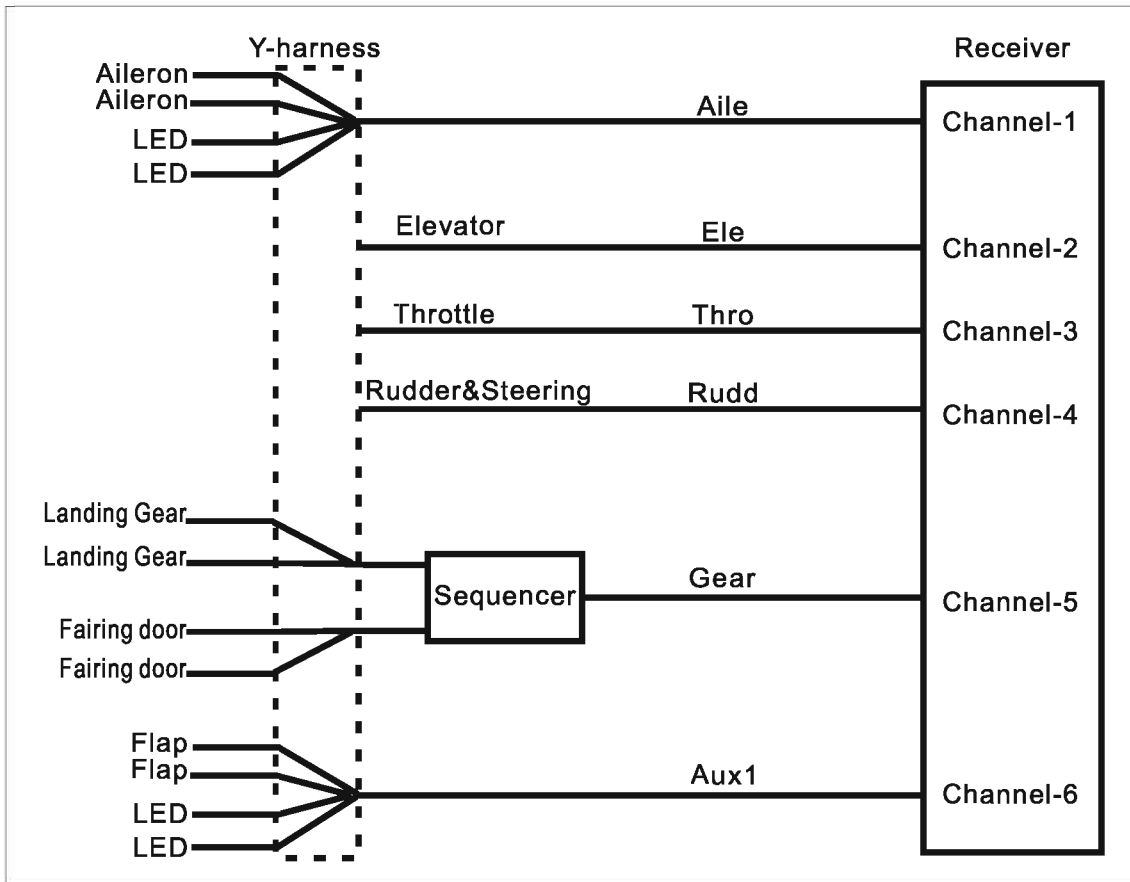 Y-harness
Receiver
Aileron
Aileron
LED
LED
Aile
Channel-1
Elevator
Ele
Channel-2
Throttle
Thro
Channel-3
Rudder&Steering
Rudd
Channel-4
Landing Gear
Landing Gear
Fairing door
Fairing door
Sequencer
Gear
Channel-5
Flap
Flap
LED
LED
Aux1
Channel-6